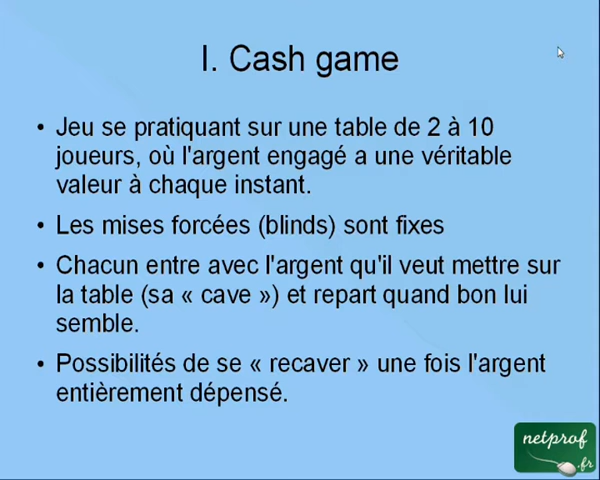 I. Cash game
• Jeu se pratiquant sur une table de 2 à 10
joueurs, où l'argent engagé a une véritable
valeur à chaque instant.
• Les mises forcées (blinds) sont fixes
• Chacun entre avec l'argent qu'il veut mettre sur
la table (sa « cave ») et repart quand bon lui
semble.
• Possibilités de se « recaver » une fois l'argent
entièrement dépensé.
netprof
.fr